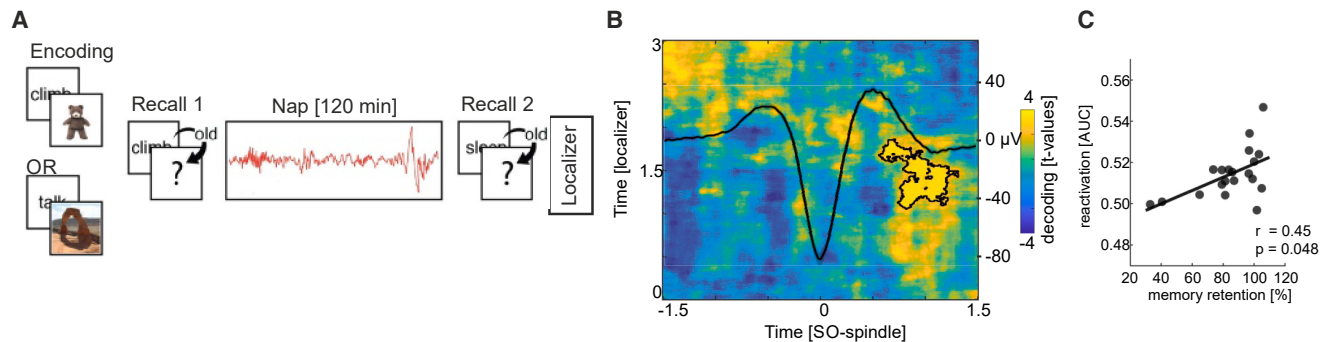 A
Encoding
climb
OR
talk
Recall 1
climb
old
?
Nap [120 min]
Recall 2
sleep
old
?
Localizer
B
3
1.5
0
Time [localizer]
-1.5
0
1.5
Time [SO-spindle]
40
0 µV
-40
-80
4
-4
decoding [t-values]
C
0.56
0.54
0.52
0.50
0.48
reactivation [AUC]
r = 0.45
p = 0.048
20 40 60 80 100 120
memory retention [%]